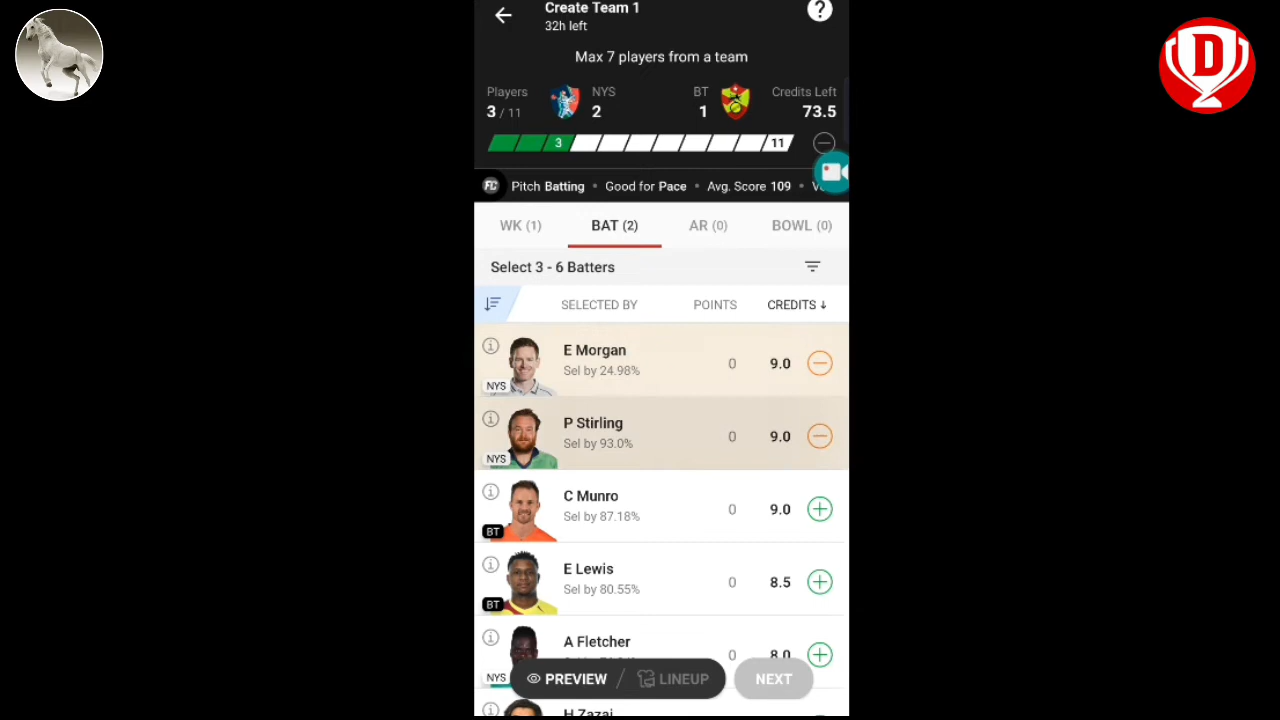 Create Team 1
32h left
?
Max 7 players from a team
Players NYS BT Credits Left
3 / 11 2 1 73.5
3 11
FC Pitch Batting • Good for Pace • Avg. Score 109 •
WK (1) BAT (2) AR (0) BOWL (0)
Select 3 - 6 Batters
SELECTED BY POINTS CREDITS ↓
E Morgan
Sel by 24.98%
0 9.0
NYS
P Stirling
Sel by 93.0%
0 9.0
NYS
C Munro
Sel by 87.18%
0 9.0
BT
E Lewis
Sel by 80.55%
0 8.5
BT
A Fletcher
0 8.0
NYS
PREVIEW / LINEUP NEXT
H Zazai
D